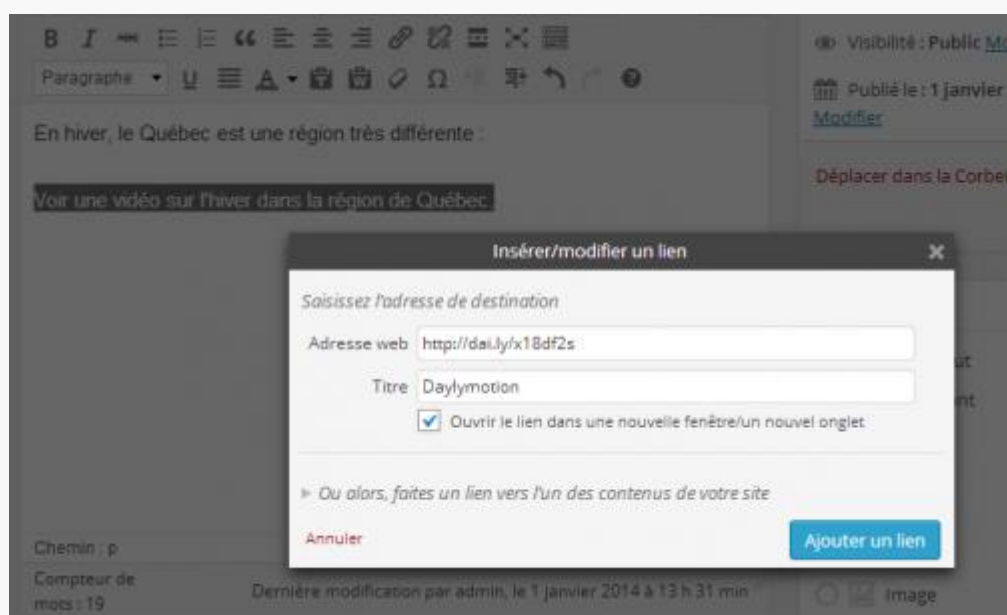 B I ABC
Paragraphe U A Ω
En hiver, le Québec est une région très différente :
Voir une vidéo sur l'hiver dans la région de Québec
Visibilité : Public
Publié le : 1 janvier
Modifier
Déplacer dans la
Insérer/modifier un lien
Saisissez l'adresse de destination
Adresse web http://dai.ly/x18df2s
Titre Daylymotion
Ouvrir le lien dans une nouvelle fenêtre/un nouvel onglet
Ou alors, faites un lien vers l'un des contenus de votre site
Annuler
Ajouter un lien
Chemin : p
Compteur de
mots : 19
Dernière modification par admin, le 1 janvier 2014 à 13 h 31 min
Image